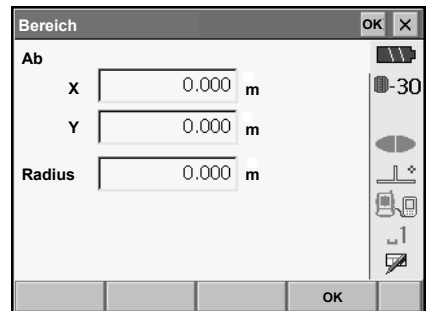 Bereich OK ×
Ab
X 0.000 m
-30
Y 0.000 m
Radius 0.000 m
1
OK